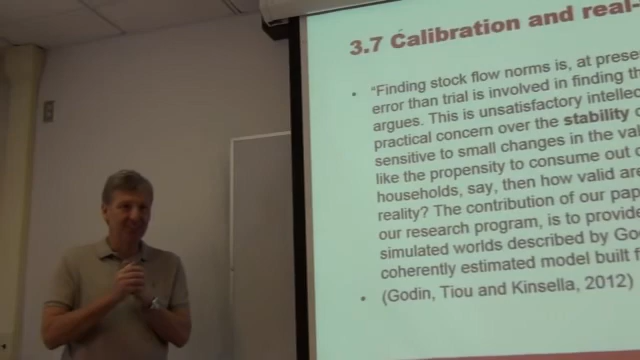 3.7 Calibration and real-
• "Finding stock flow norms is, at prese
error than trial is involved in finding th
argues. This is unsatisfactory intellec
practical concern over the stability o
sensitive to small changes in the va
like the propensity to consume out o
households, say, then how valid are
reality? The contribution of our pap
our research program, is to provid
simulated worlds described by Go
coherently estimated model built f
• (Godin, Tiou and Kinsella, 2012)